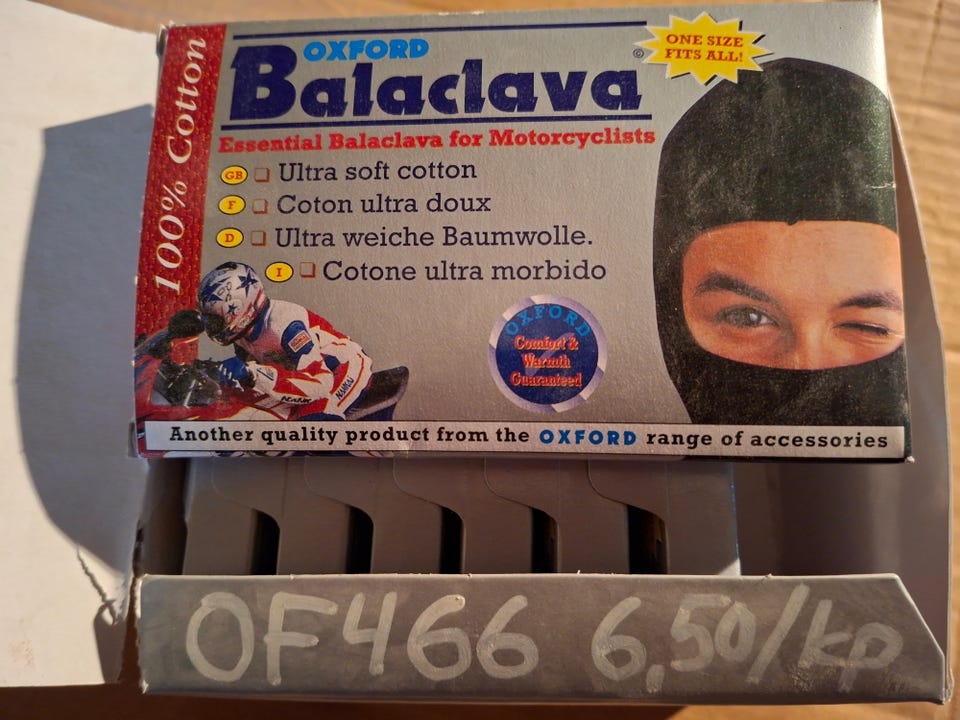 100% Cotton
OXFORD
Balaclava
©
ONE SIZE
FITS ALL!
Essential Balaclava for Motorcyclists
GB Ultra soft cotton
F Coton ultra doux
D Ultra weiche Baumwolle.
I Cotone ultra morbido
OXFORD
Comfort &
Warmth
Guaranteed
Another quality product from the OXFORD range of accessories
OF466 6,50/kp